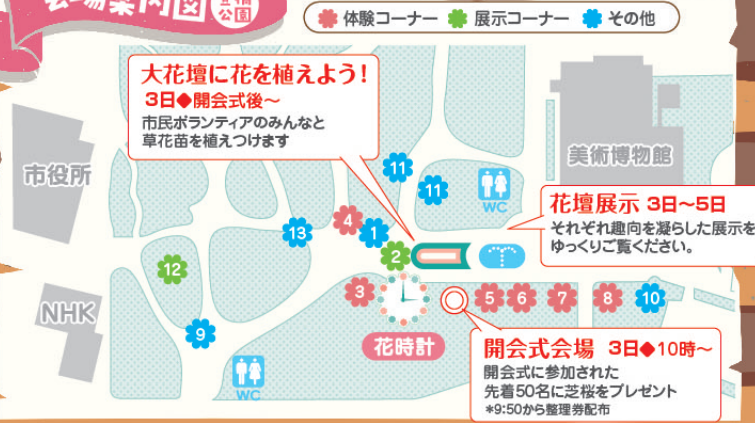 会場案内図
公園
体験コーナー 展示コーナー その他
大花壇に花を植えよう!
3日◆開会式後～
市民ボランティアのみんなと
草花苗を植えつけます
市役所
美術博物館
11
11
WC
花壇展示 3日～5日
それぞれ趣向を凝らした展示を
ゆっくりご覧ください。
4
1
13
2
12
3
5 6 7 8 10
NHK
花時計
9
WC
開会式会場 3日◆10時～
開会式に参加された
先着50名に芝桜をプレゼント
*9:50から整理券配布